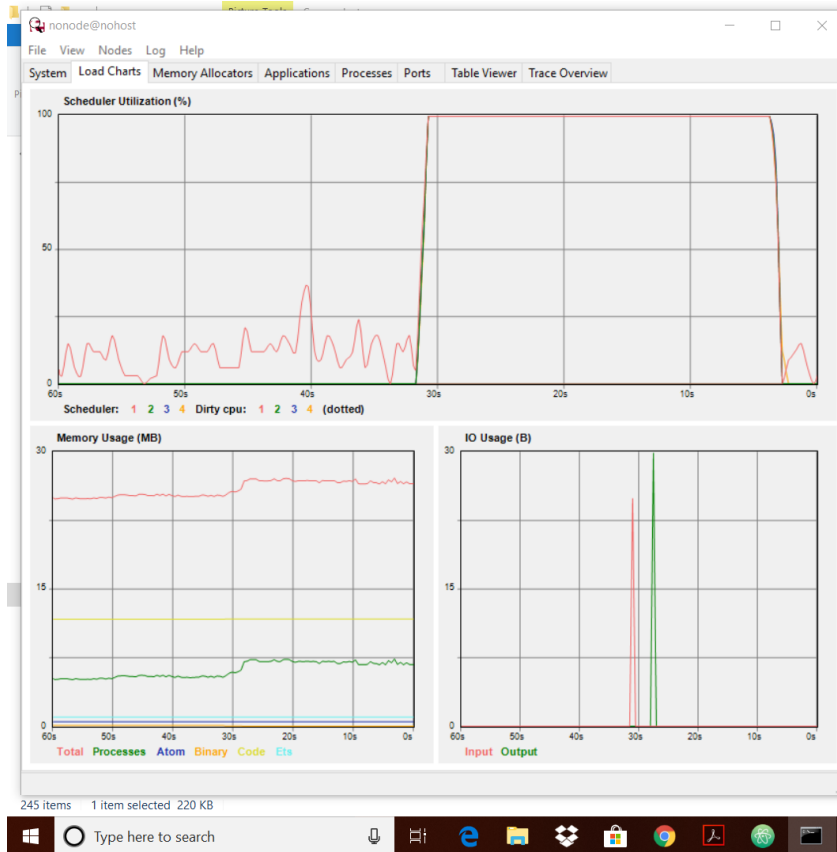 nonode@nohost
File View Nodes Log Help
System Load Charts Memory Allocators Applications Processes Ports Table Viewer Trace Overview
Scheduler Utilization (%)
100
50
0
60s 50s 40s 30s 20s 10s 0s
Scheduler: 1 2 3 4 Dirty cpu: 1 2 3 4 (dotted)
Memory Usage (MB)
30
15
0
60s 50s 40s 30s 20s 10s 0s
Total Processes Atom Binary Code Ets
IO Usage (B)
30
15
0
60s 50s 40s 30s 20s 10s 0s
Input Output
245 items 1 item selected 220 KB
Type here to search